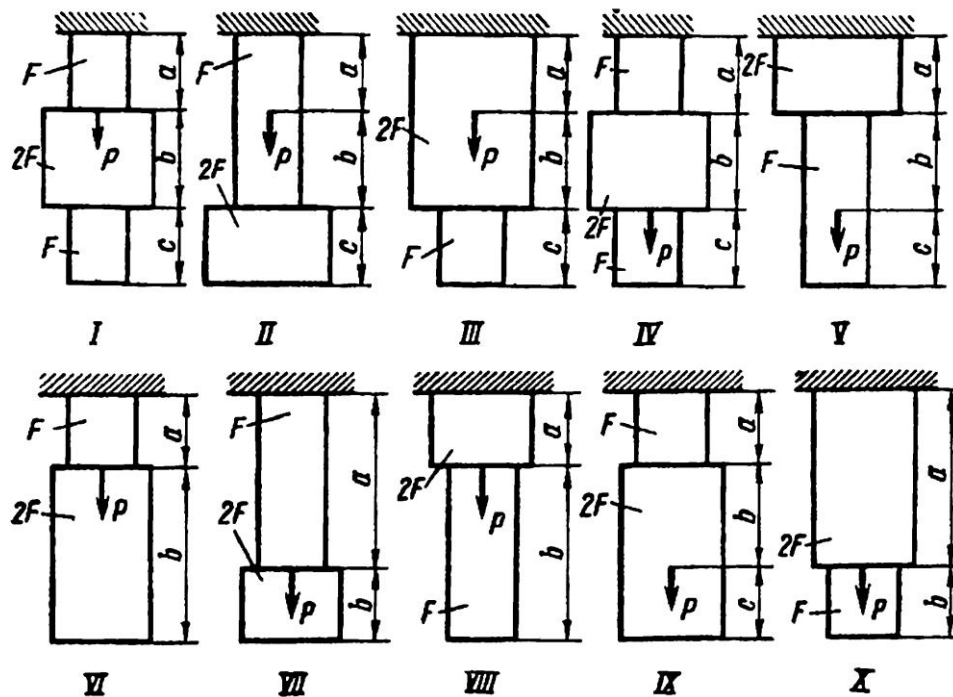 F a 2F P b F c
F a P b 2F c
a 2F P b F c
F a b 2F P F c
2F a F b P c
I II III IV V
F a 2F P b
F a 2F P b
a 2F P F b
F a 2F b P c
a 2F F P b
VI VII VIII IX X